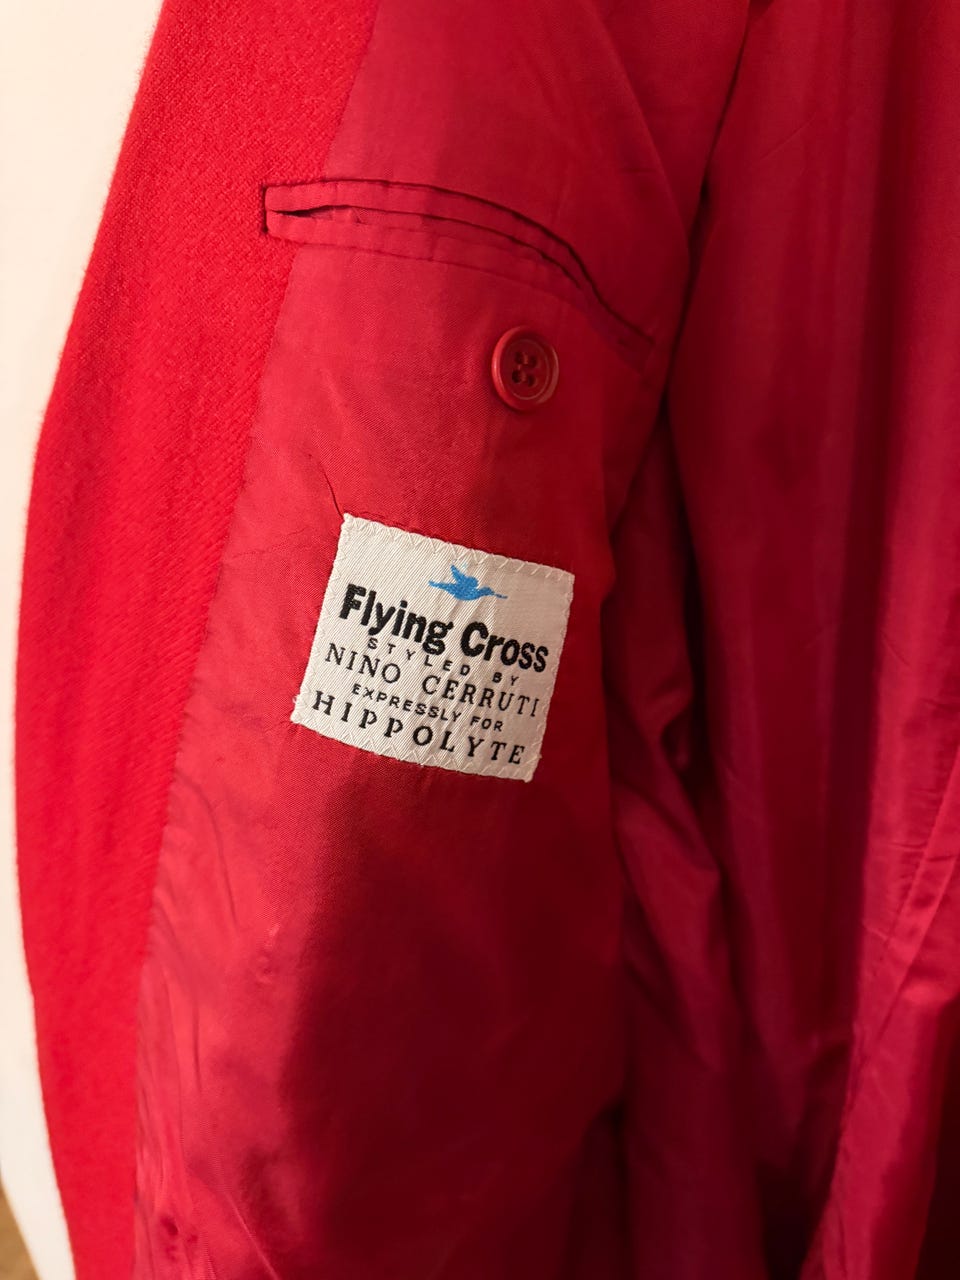 Flying Cross
STYLED BY
NINO CERRUTI
EXPRESSLY FOR
HIPPOLYTE